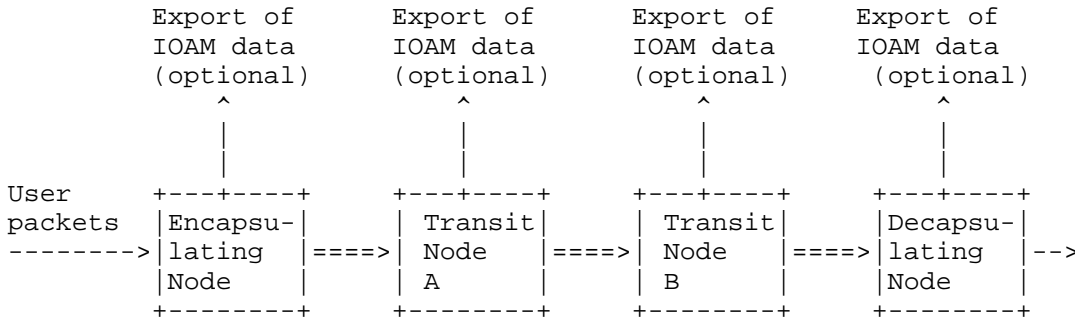 Export of Export of Export of Export of
IOAM data IOAM data IOAM data IOAM data
(optional) (optional) (optional) (optional)
User
packets
Encapsu-
lating
Node
Transit
Node
A
Transit
Node
B
Decapsu-
lating
Node